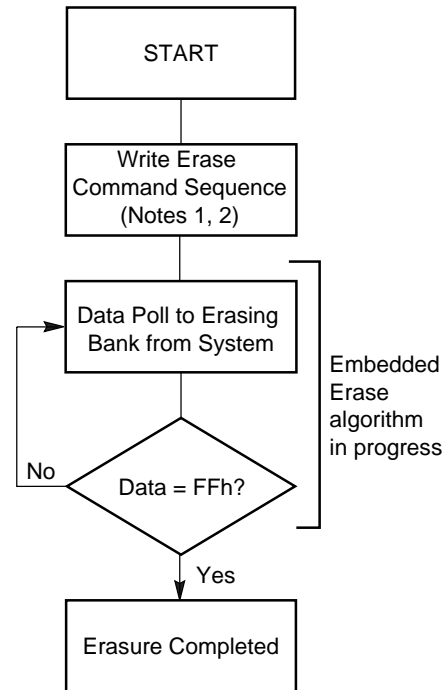 START
Write Erase
Command Sequence
(Notes 1, 2)
Data Poll to Erasing
Bank from System
Embedded
Erase
algorithm
in progress
No
Data = FFh?
Yes
Erasure Completed